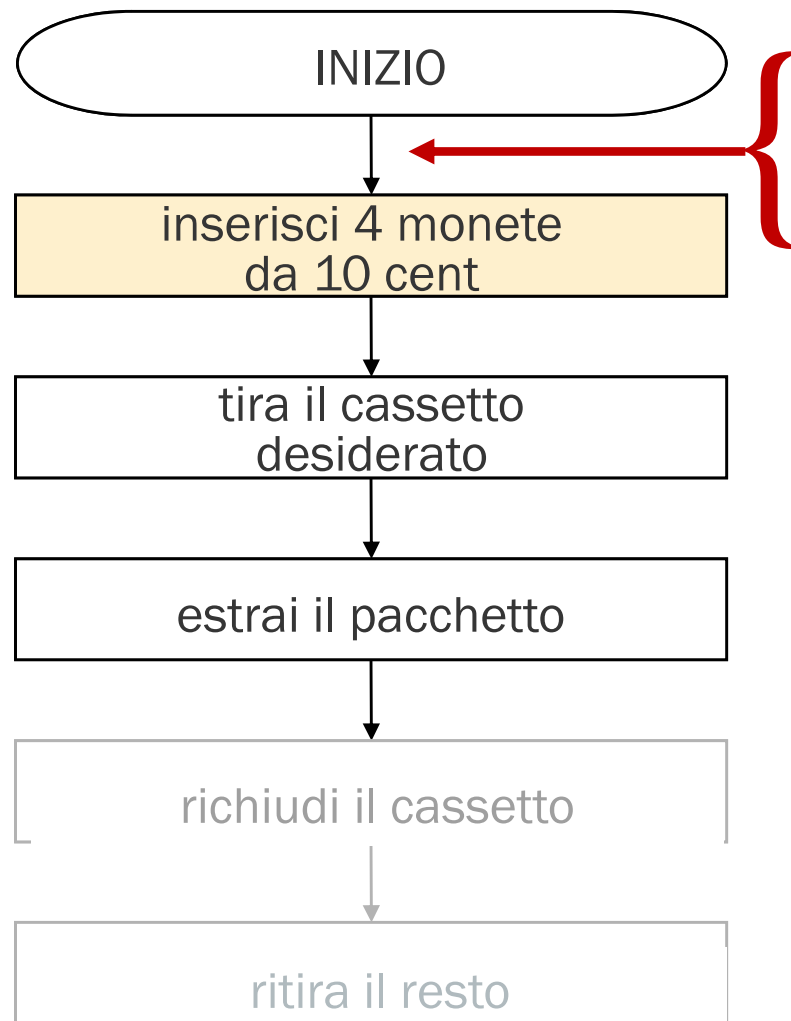 INIZIO
inserisci 4 monete
da 10 cent
tira il cassetto
desiderato
estrai il pacchetto
richiudi il cassetto
ritira il resto